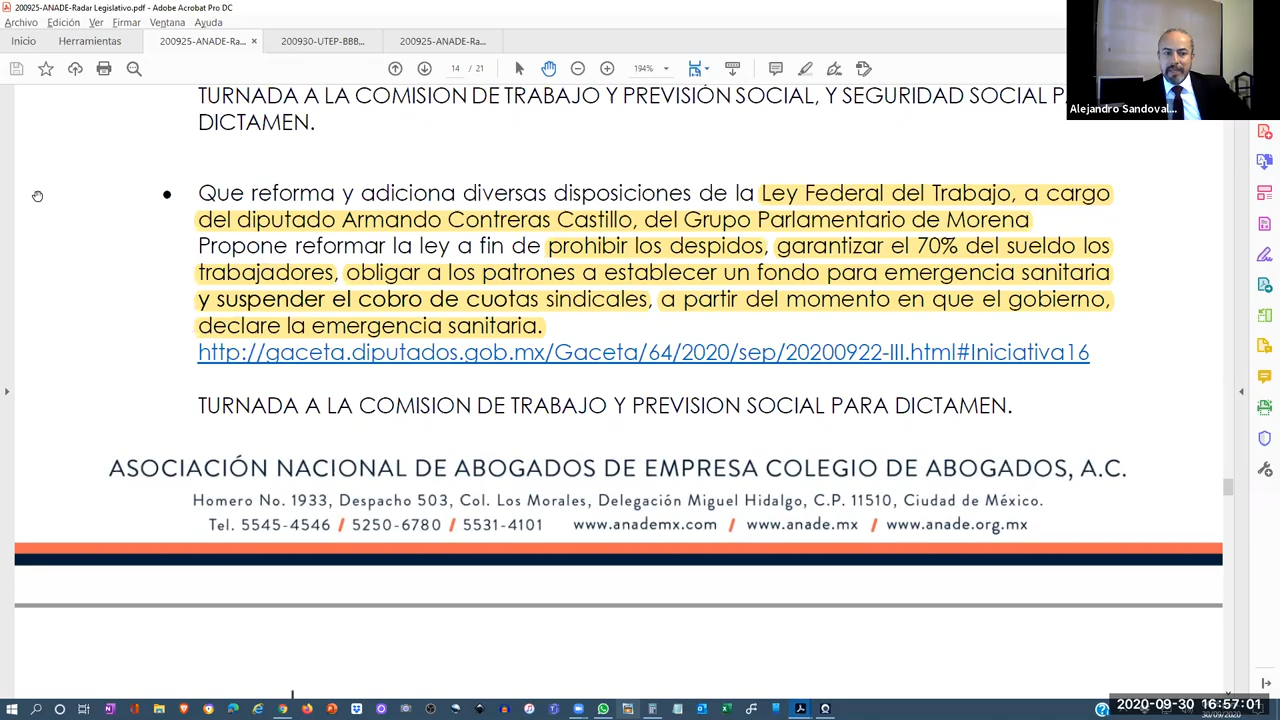 200925-ANADE-Radar Legislativo.pdf - Adobe Acrobat Pro DC
Archivo Edición Ver Firmar Ventana Ayuda
Inicio Herramientas 200925-ANADE-Ra... × 200930-UTEP-BBB... 200925-ANADE-Ra...
14 / 21 194%
Alejandro Sandoval...
TURNADA A LA COMISION DE TRABAJO Y PREVISIÓN SOCIAL, Y SEGURIDAD SOCIAL
DICTAMEN.
• Que reforma y adiciona diversas disposiciones de la Ley Federal del Trabajo, a cargo
del diputado Armando Contreras Castillo, del Grupo Parlamentario de Morena
Propone reformar la ley a fin de prohibir los despidos, garantizar el 70% del sueldo los
trabajadores, obligar a los patrones a establecer un fondo para emergencia sanitaria
y suspender el cobro de cuotas sindicales, a partir del momento en que el gobierno,
declare la emergencia sanitaria.
http://gaceta.diputados.gob.mx/Gaceta/64/2020/sep/20200922-III.html#Iniciativa16
TURNADA A LA COMISION DE TRABAJO Y PREVISION SOCIAL PARA DICTAMEN.
ASOCIACIÓN NACIONAL DE ABOGADOS DE EMPRESA COLEGIO DE ABOGADOS, A.C.
Homero No. 1933, Despacho 503, Col. Los Morales, Delegación Miguel Hidalgo, C.P. 11510, Ciudad de México.
Tel. 5545-4546 / 5250-6780 / 5531-4101 www.anademx.com / www.anade.mx / www.anade.org.mx
2020-09-30 16:57:01
30/09/2020